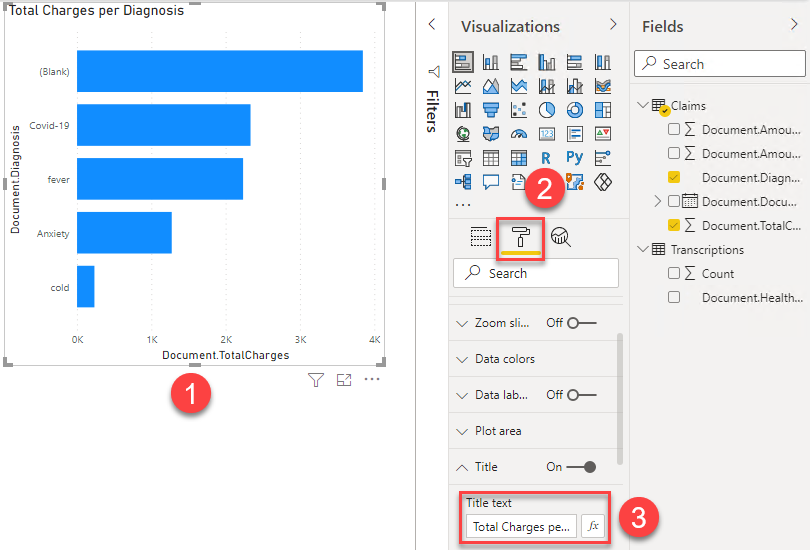 Total Charges per Diagnosis
Document.Diagnosis
(Blank)
Covid-19
fever
Anxiety
cold
0K 1K 2K 3K 4K
Document.TotalCharges
1
Filters
Visualizations
123
R
Py
2
Search
Zoom sli... Off
Data colors
Data lab... Off
Plot area
Title On
Title text
Total Charges pe... fx
3
Fields
Search
Claims
Document.Amou...
Document.Amou...
Document.Diagn...
Document.Docu...
Document.TotalC...
Transcriptions
Count
Document.Health...